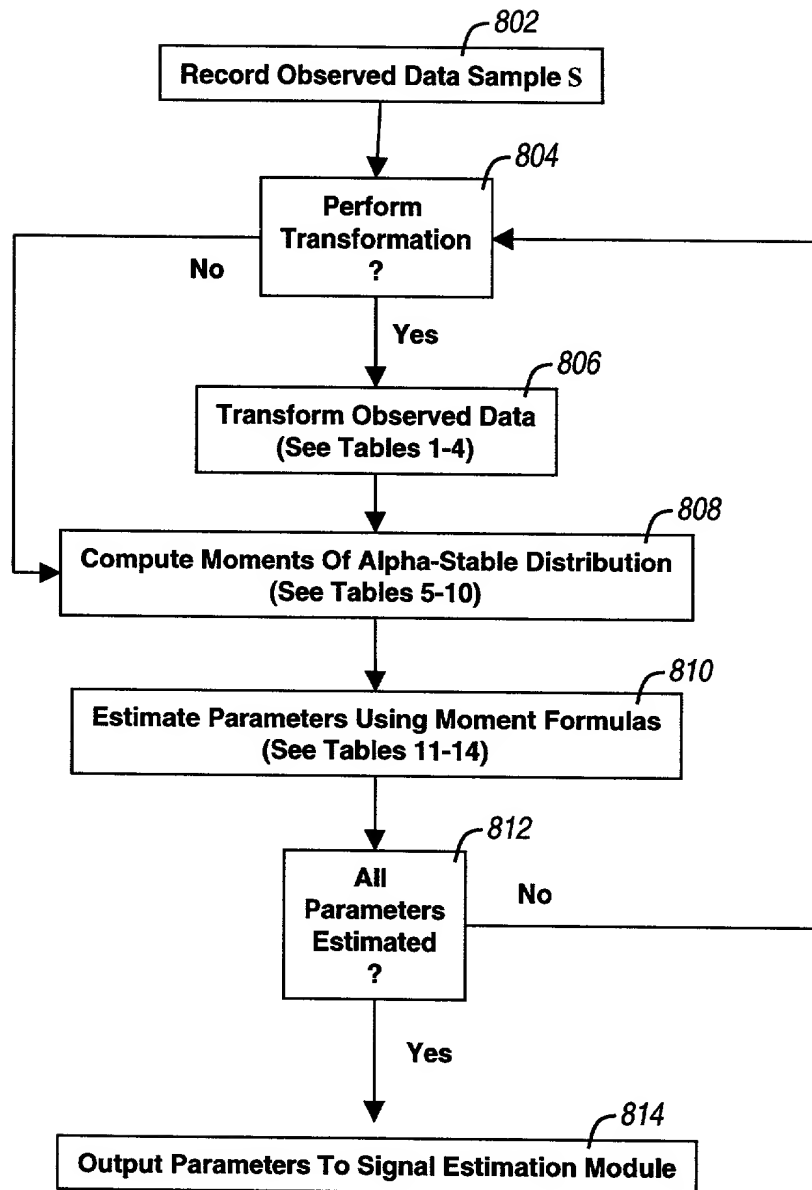 802
Record Observed Data Sample S
804
Perform
Transformation
?
No
Yes
806
Transform Observed Data
(See Tables 1-4)
808
Compute Moments Of Alpha-Stable Distribution
(See Tables 5-10)
810
Estimate Parameters Using Moment Formulas
(See Tables 11-14)
812
All
Parameters
Estimated
?
No
Yes
814
Output Parameters To Signal Estimation Module